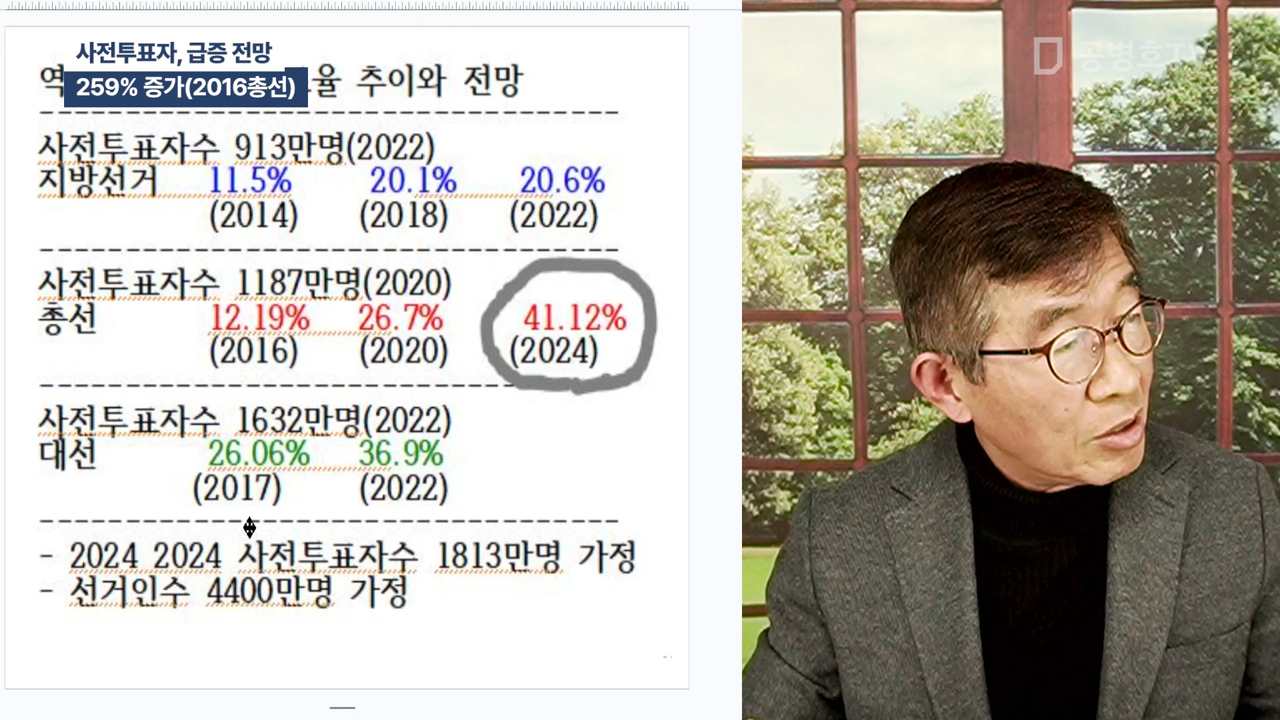 사전투표자, 급증 전망
259% 증가(2016총선)
역 율 추이와 전망
사전투표자수 913만명(2022)
지방선거 11.5% 20.1% 20.6%
(2014) (2018) (2022)
사전투표자수 1187만명(2020)
총선 12.19% 26.7% 41.12%
(2016) (2020) (2024)
사전투표자수 1632만명(2022)
대선 26.06% 36.9%
(2017) (2022)
- 2024 2024 사전투표자수 1813만명 가정
- 선거인수 4400만명 가정
공병호TV